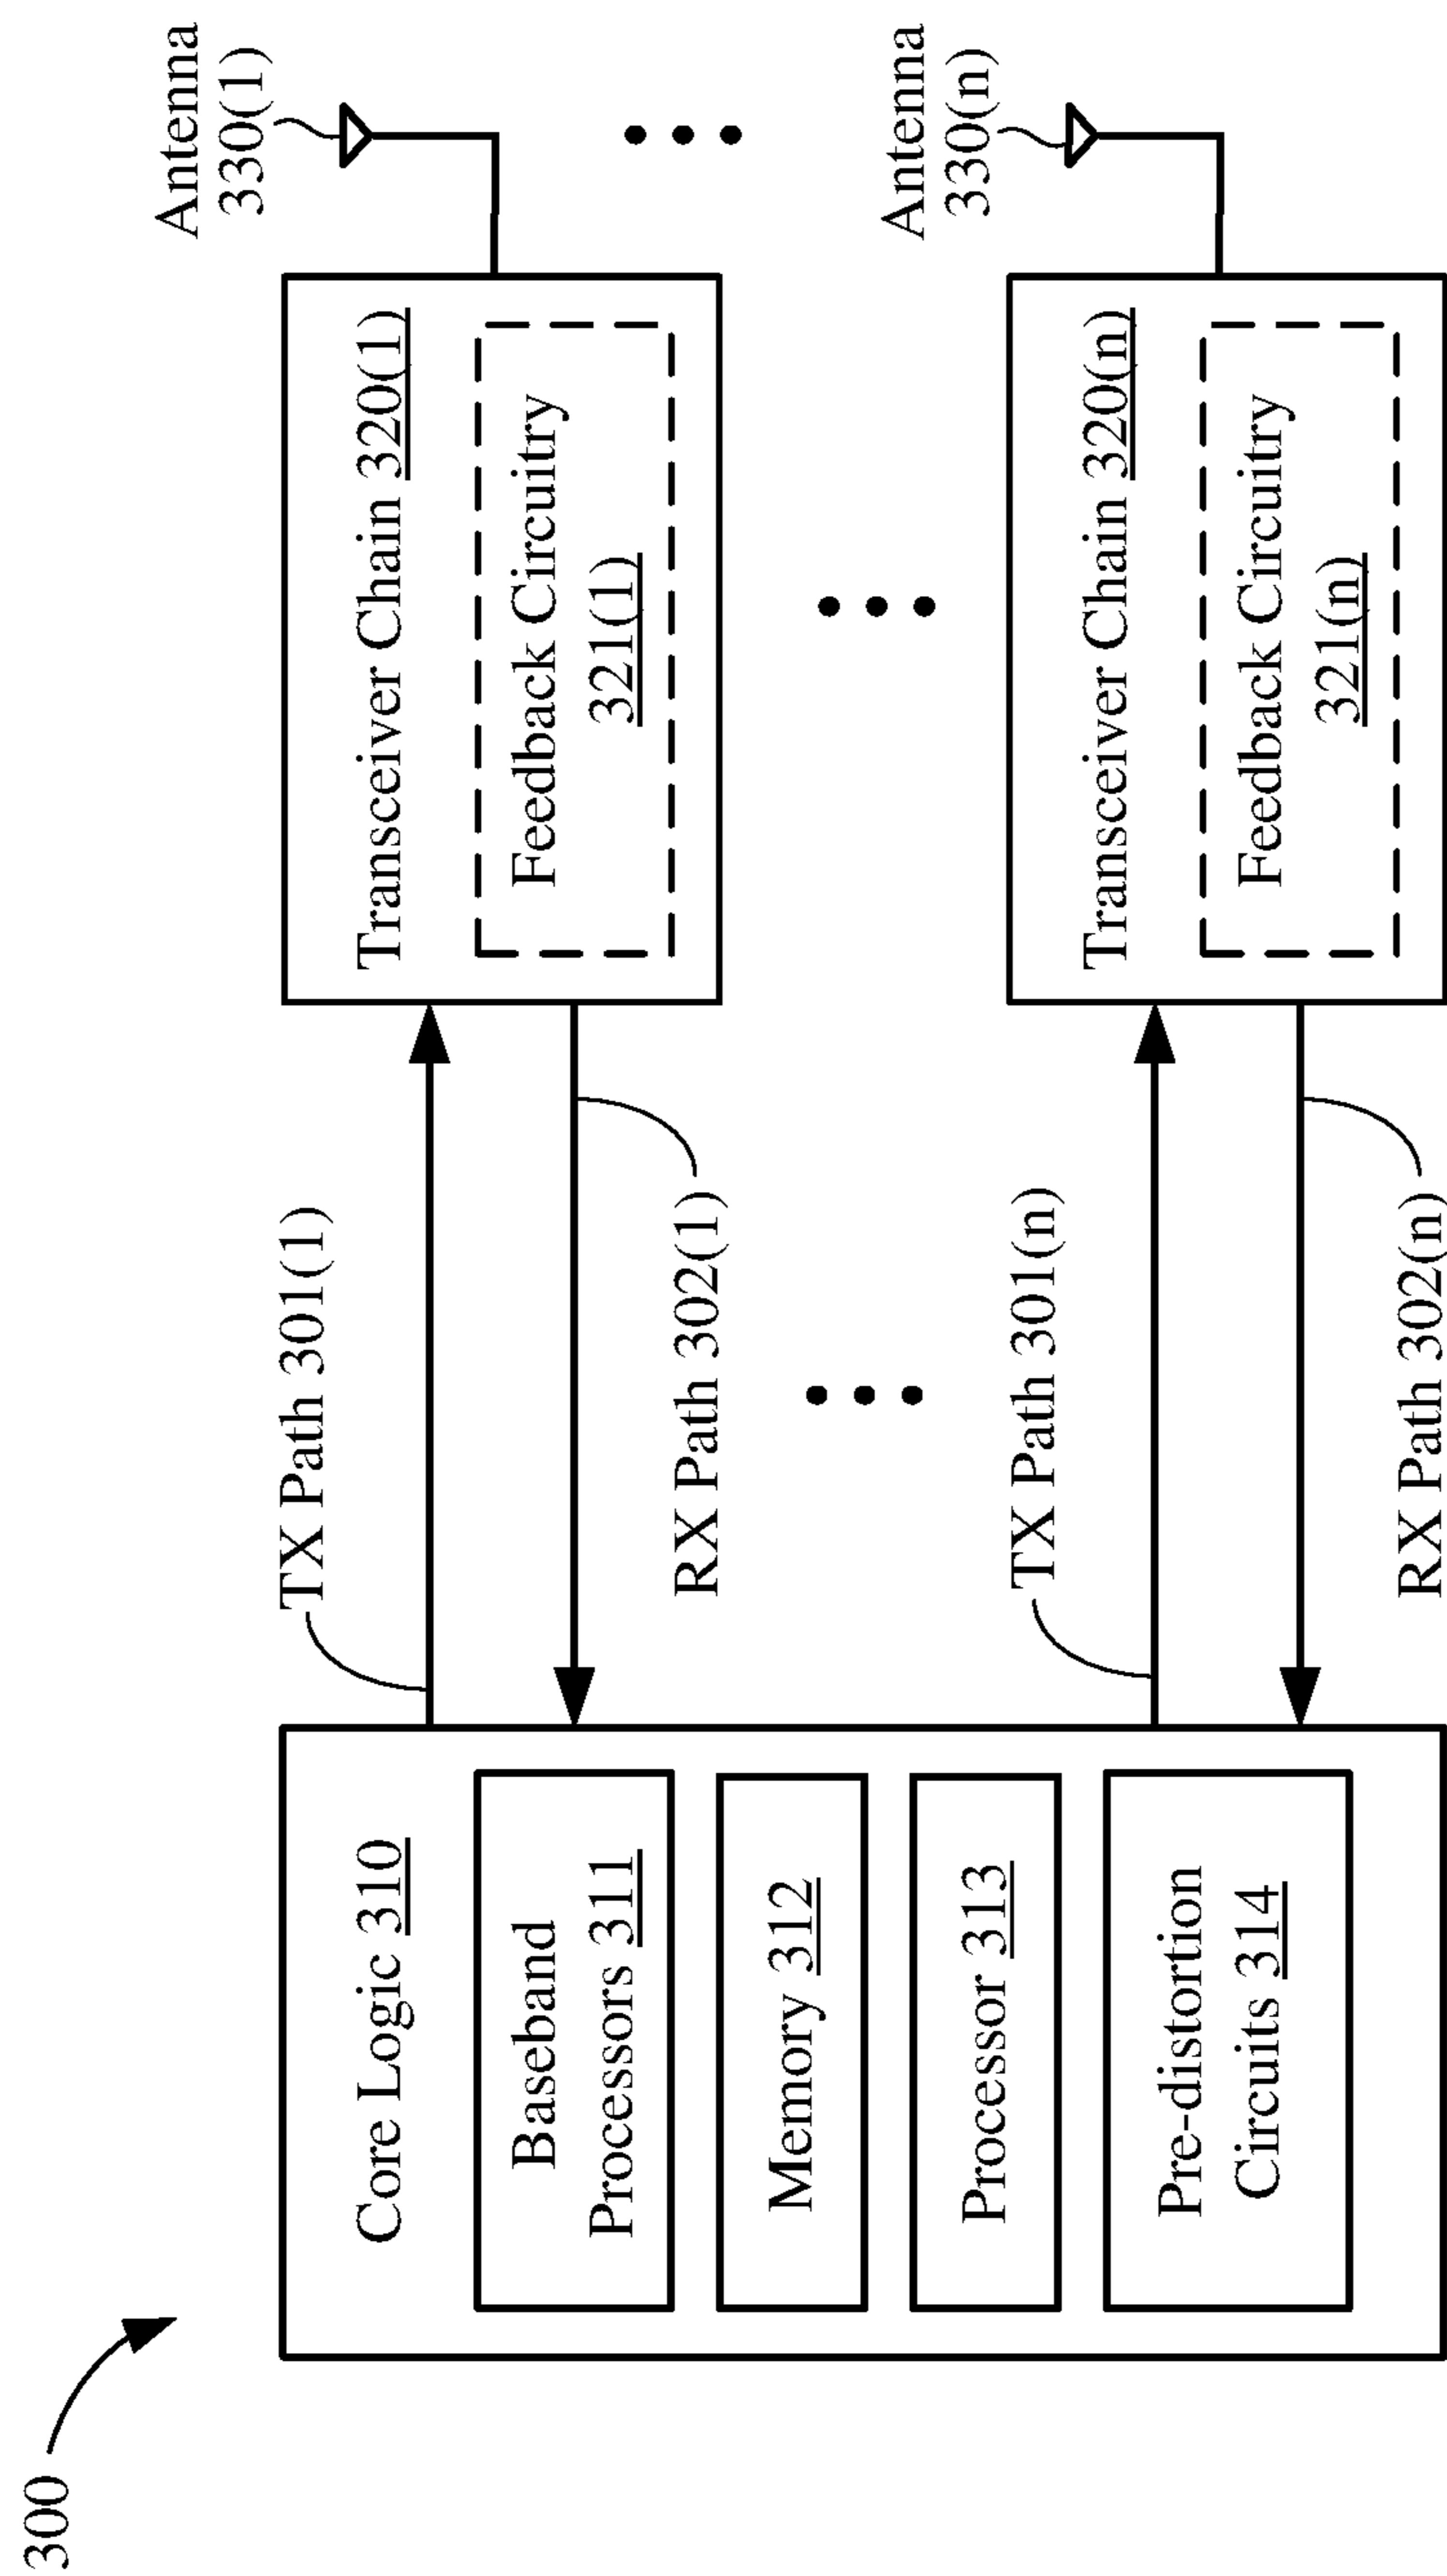 300
Core Logic 310
Baseband
Processors 311
Memory 312
Processor 313
Pre-distortion
Circuits 314
TX Path 301(1)
RX Path 302(1)
TX Path 301(n)
RX Path 302(n)
Transceiver Chain 320(1)
Feedback Circuitry
321(1)
Transceiver Chain 320(n)
Feedback Circuitry
321(n)
Antenna
330(1)
Antenna
330(n)